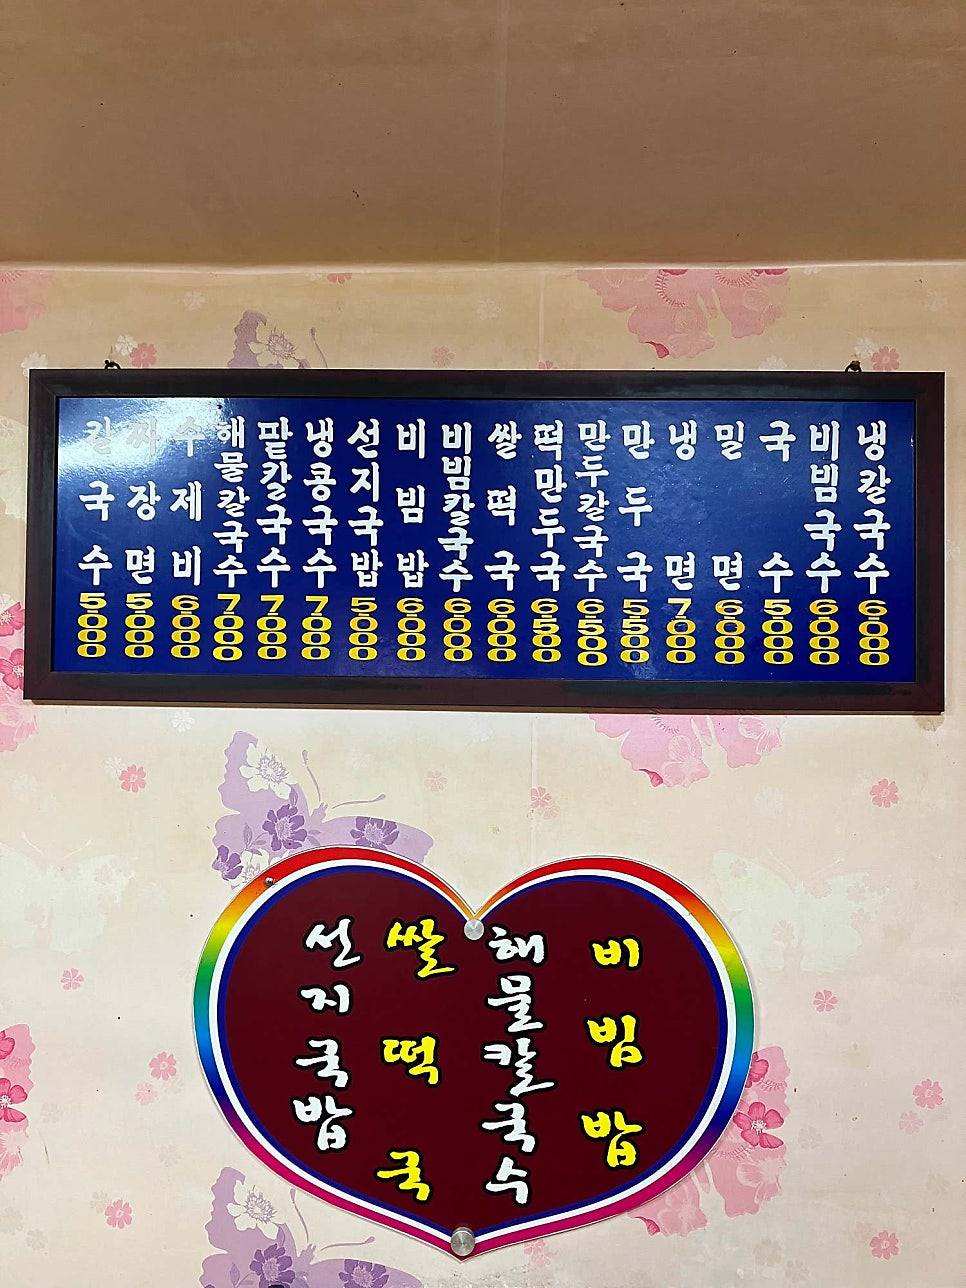 칼국수 5000
짜장면 5000
수제비 6000
해물칼국수 7000
팥칼국수 7000
냉콩국수 7000
선지국밥 5000
비빔밥 6000
비빔칼국수 6000
쌀떡국 6000
떡만두국 6500
만두칼국수 6500
만두국 5500
냉면 7000
밀면 6000
국수 5000
비빔국수 6000
냉칼국수 6000
선지국밥
쌀떡국
해물칼국수
비빔밥